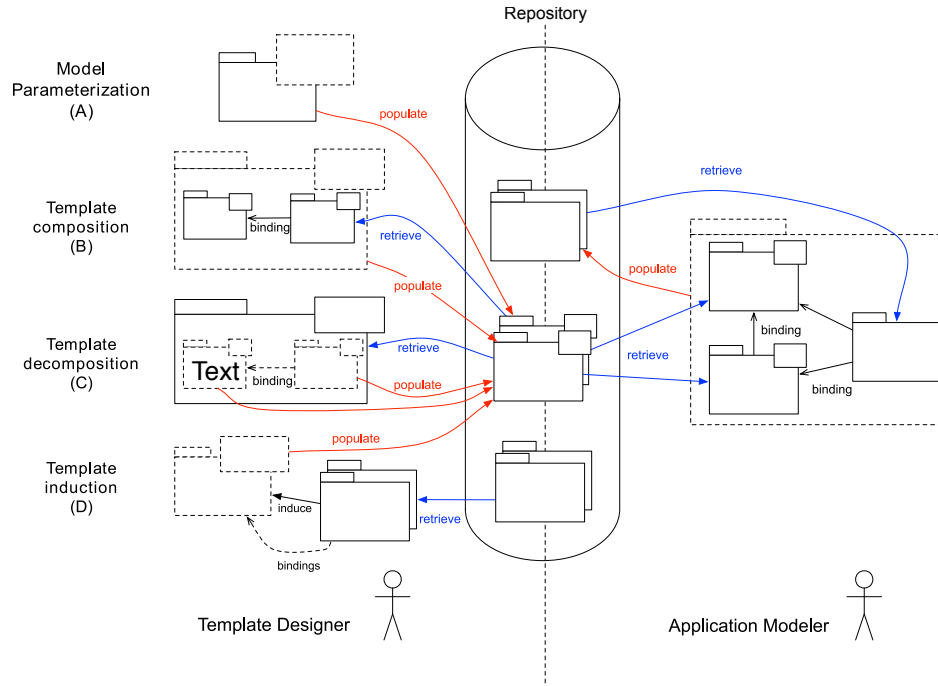 Repository
Model
Parameterization
(A)
populate
retrieve
Template
composition
(B)
binding
retrieve
populate
populate
Template
decomposition
(C)
Text
binding
retrieve
populate
retrieve
binding
binding
Template
induction
(D)
populate
induce
retrieve
bindings
Template Designer
Application Modeler